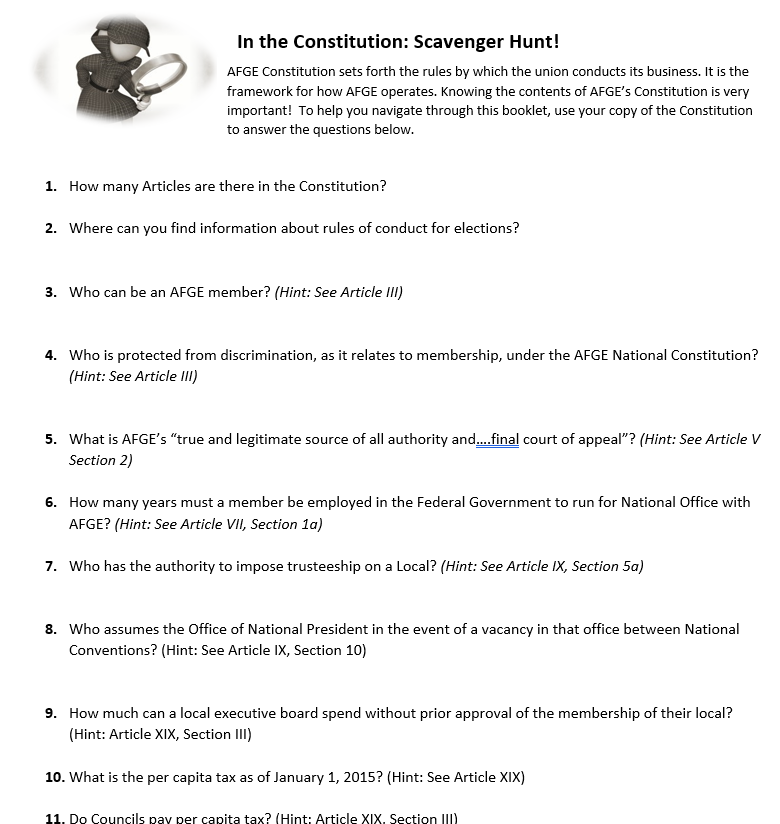 In the Constitution: Scavenger Hunt!
AFGE Constitution sets forth the rules by which the union conducts its business. It is the
framework for how AFGE operates. Knowing the contents of AFGE’s Constitution is very
important!  To help you navigate through this booklet, use your copy of the Constitution
to answer the questions below.
1. How many Articles are there in the Constitution?
2. Where can you find information about rules of conduct for elections?
3. Who can be an AFGE member? (Hint: See Article III)
4. Who is protected from discrimination, as it relates to membership, under the AFGE National Constitution?
(Hint: See Article III)
5. What is AFGE’s “true and legitimate source of all authority and....final court of appeal”? (Hint: See Article V
Section 2)
6. How many years must a member be employed in the Federal Government to run for National Office with
AFGE? (Hint: See Article VII, Section 1a)
7. Who has the authority to impose trusteeship on a Local? (Hint: See Article IX, Section 5a)
8. Who assumes the Office of National President in the event of a vacancy in that office between National
Conventions? (Hint: See Article IX, Section 10)
9. How much can a local executive board spend without prior approval of the membership of their local?
(Hint: Article XIX, Section III)
10. What is the per capita tax as of January 1, 2015? (Hint: See Article XIX)
11. Do Councils pay per capita tax? (Hint: Article XIX, Section III)